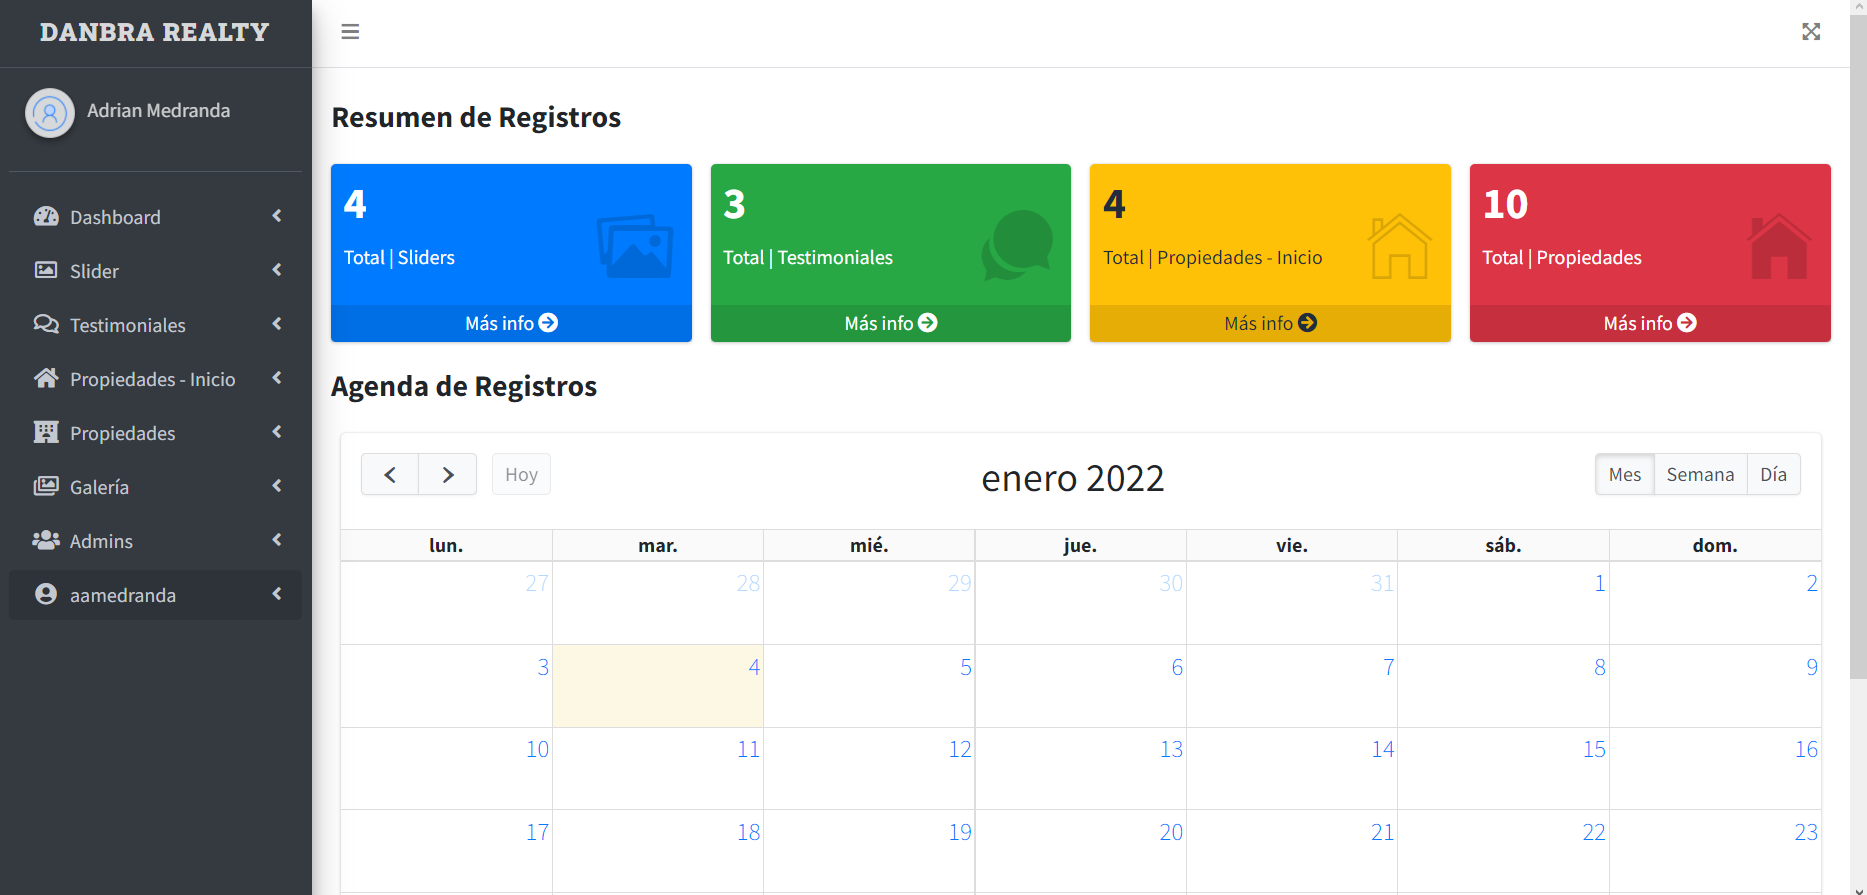 DANBRA REALTY
Adrian Medranda
Dashboard
Slider
Testimoniales
Propiedades - Inicio
Propiedades
Galería
Admins
aamedranda
Resumen de Registros
4
Total | Sliders
Más info
3
Total | Testimoniales
Más info
4
Total | Propiedades - Inicio
Más info
10
Total | Propiedades
Más info
Agenda de Registros
Hoy
enero 2022
Mes Semana Día
lun. mar. mié. jue. vie. sáb. dom.
27 28 29 30 31 1 2
3 4 5 6 7 8 9
10 11 12 13 14 15 16
17 18 19 20 21 22 23